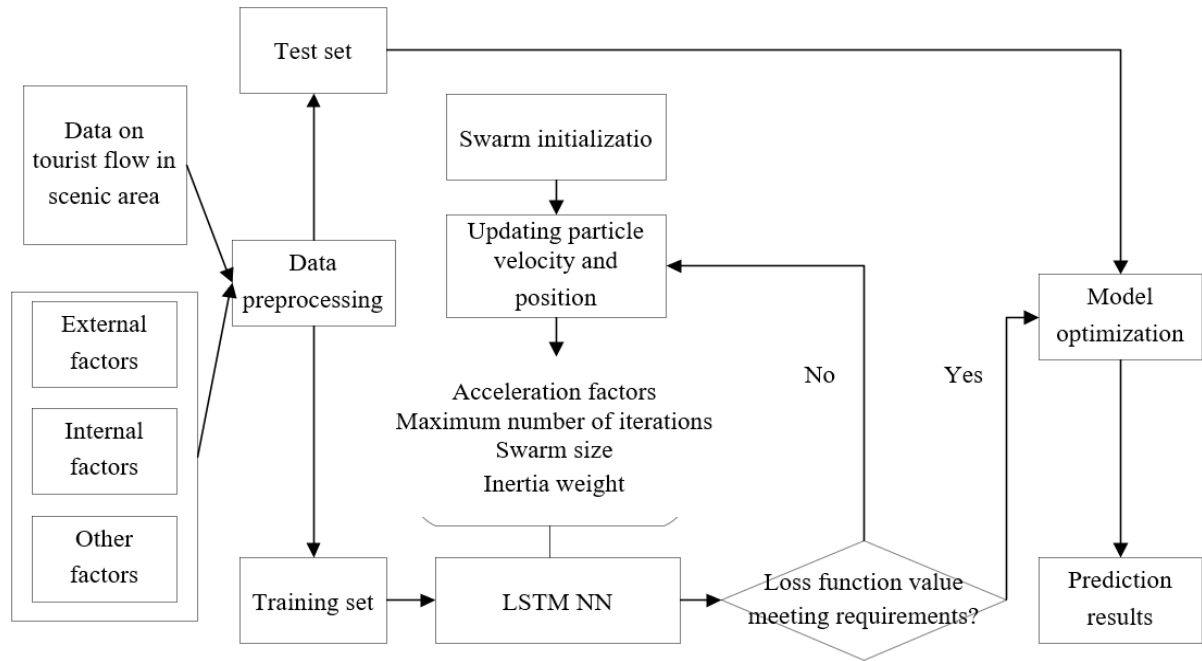 Test set
Data on
tourist flow in
scenic area
Swarm initializatio
Updating particle
velocity and
position
Data
preprocessing
Model
optimization
External
factors
No
Yes
Acceleration factors
Maximum number of iterations
Swarm size
Inertia weight
Internal
factors
Other
factors
Training set
LSTM NN
Loss function value
meeting requirements?
Prediction
results